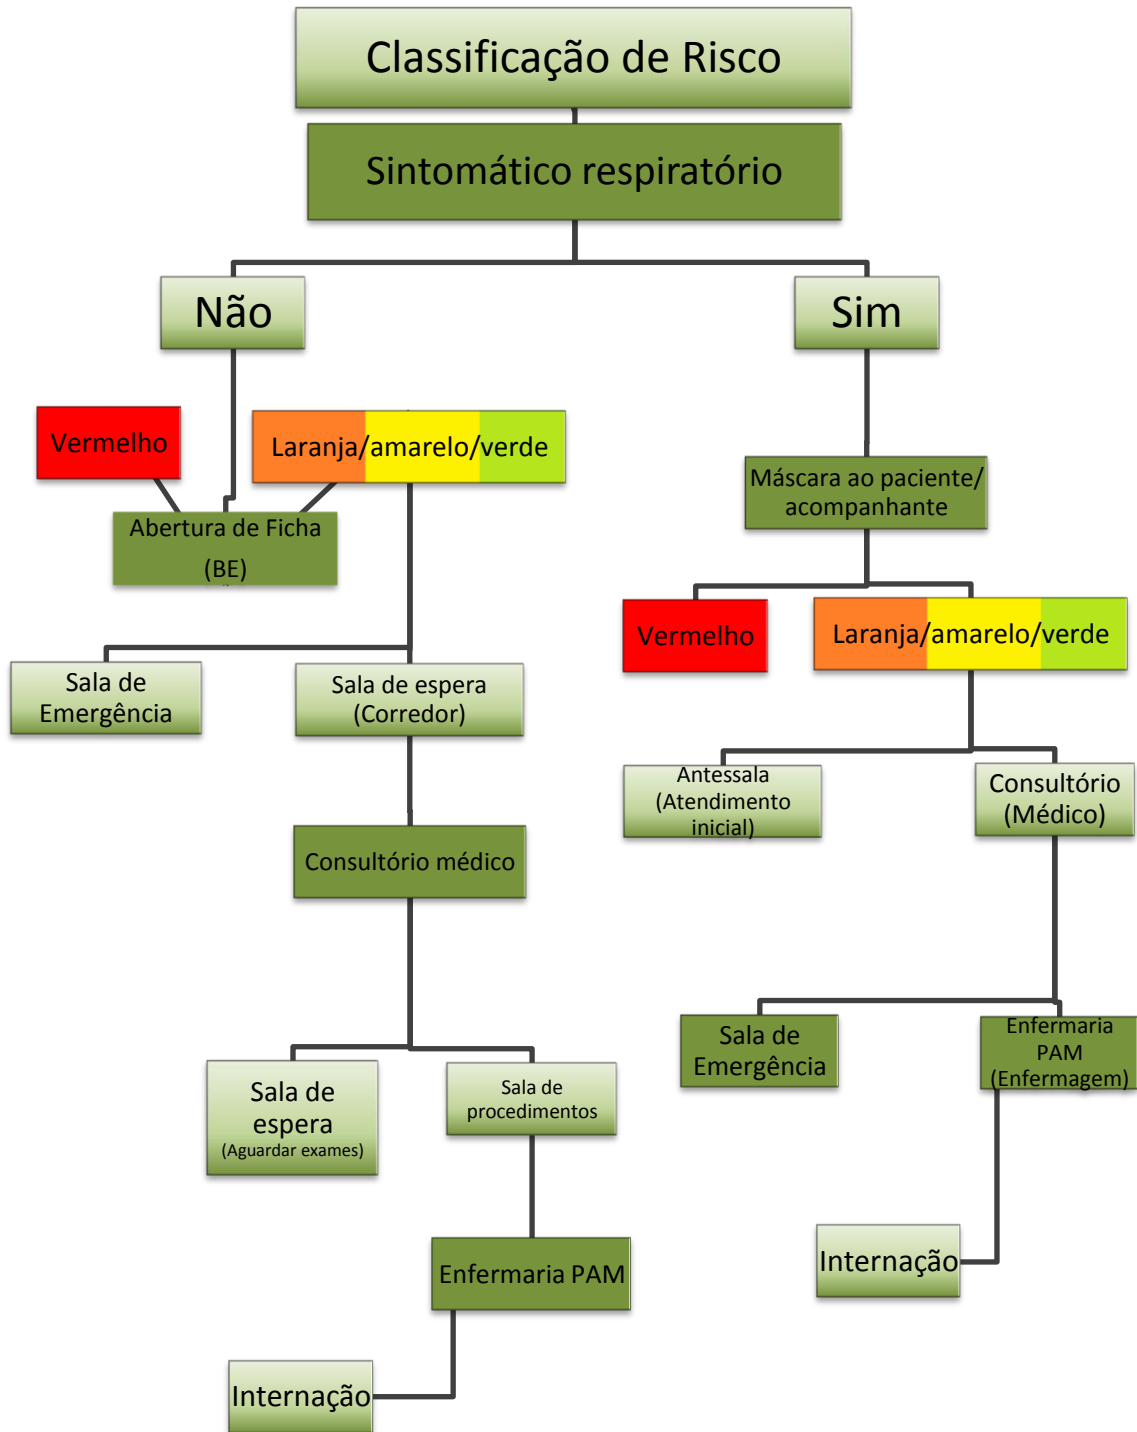 Classificação de Risco
Sintomático respiratório
Não
Sim
Vermelho
Laranja/amarelo/verde
Abertura de Ficha
(BE)
Máscara ao paciente/
acompanhante
Vermelho
Laranja/amarelo/verde
Sala de
Emergência
Sala de espera
(Corredor)
Antessala
(Atendimento
inicial)
Consultório
(Médico)
Consultório médico
Sala de
Emergência
Enfermaria
PAM
(Enfermagem)
Sala de
espera
(Aguardar exames)
Sala de
procedimentos
Enfermaria PAM
Internação
Internação